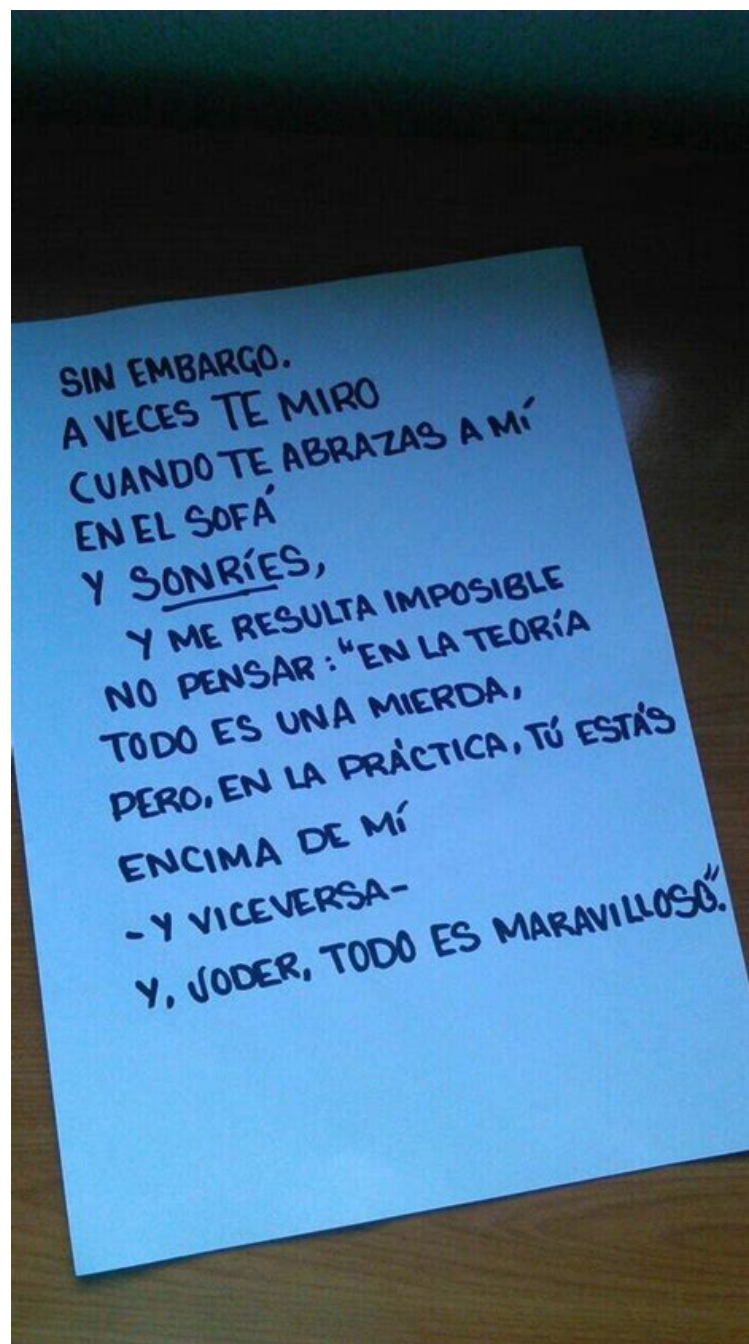 SIN EMBARGO.
A VECES TE MIRO
CUANDO TE ABRAZAS A MÍ
EN EL SOFÁ
Y SONRÍES,
Y ME RESULTA IMPOSIBLE
NO PENSAR: "EN LA TEORÍA
TODO ES UNA MIERDA,
PERO, EN LA PRÁCTICA, TÚ ESTÁS
ENCIMA DE MÍ
- Y VICEVERSA -
Y, JODER, TODO ES MARAVILLOSO".